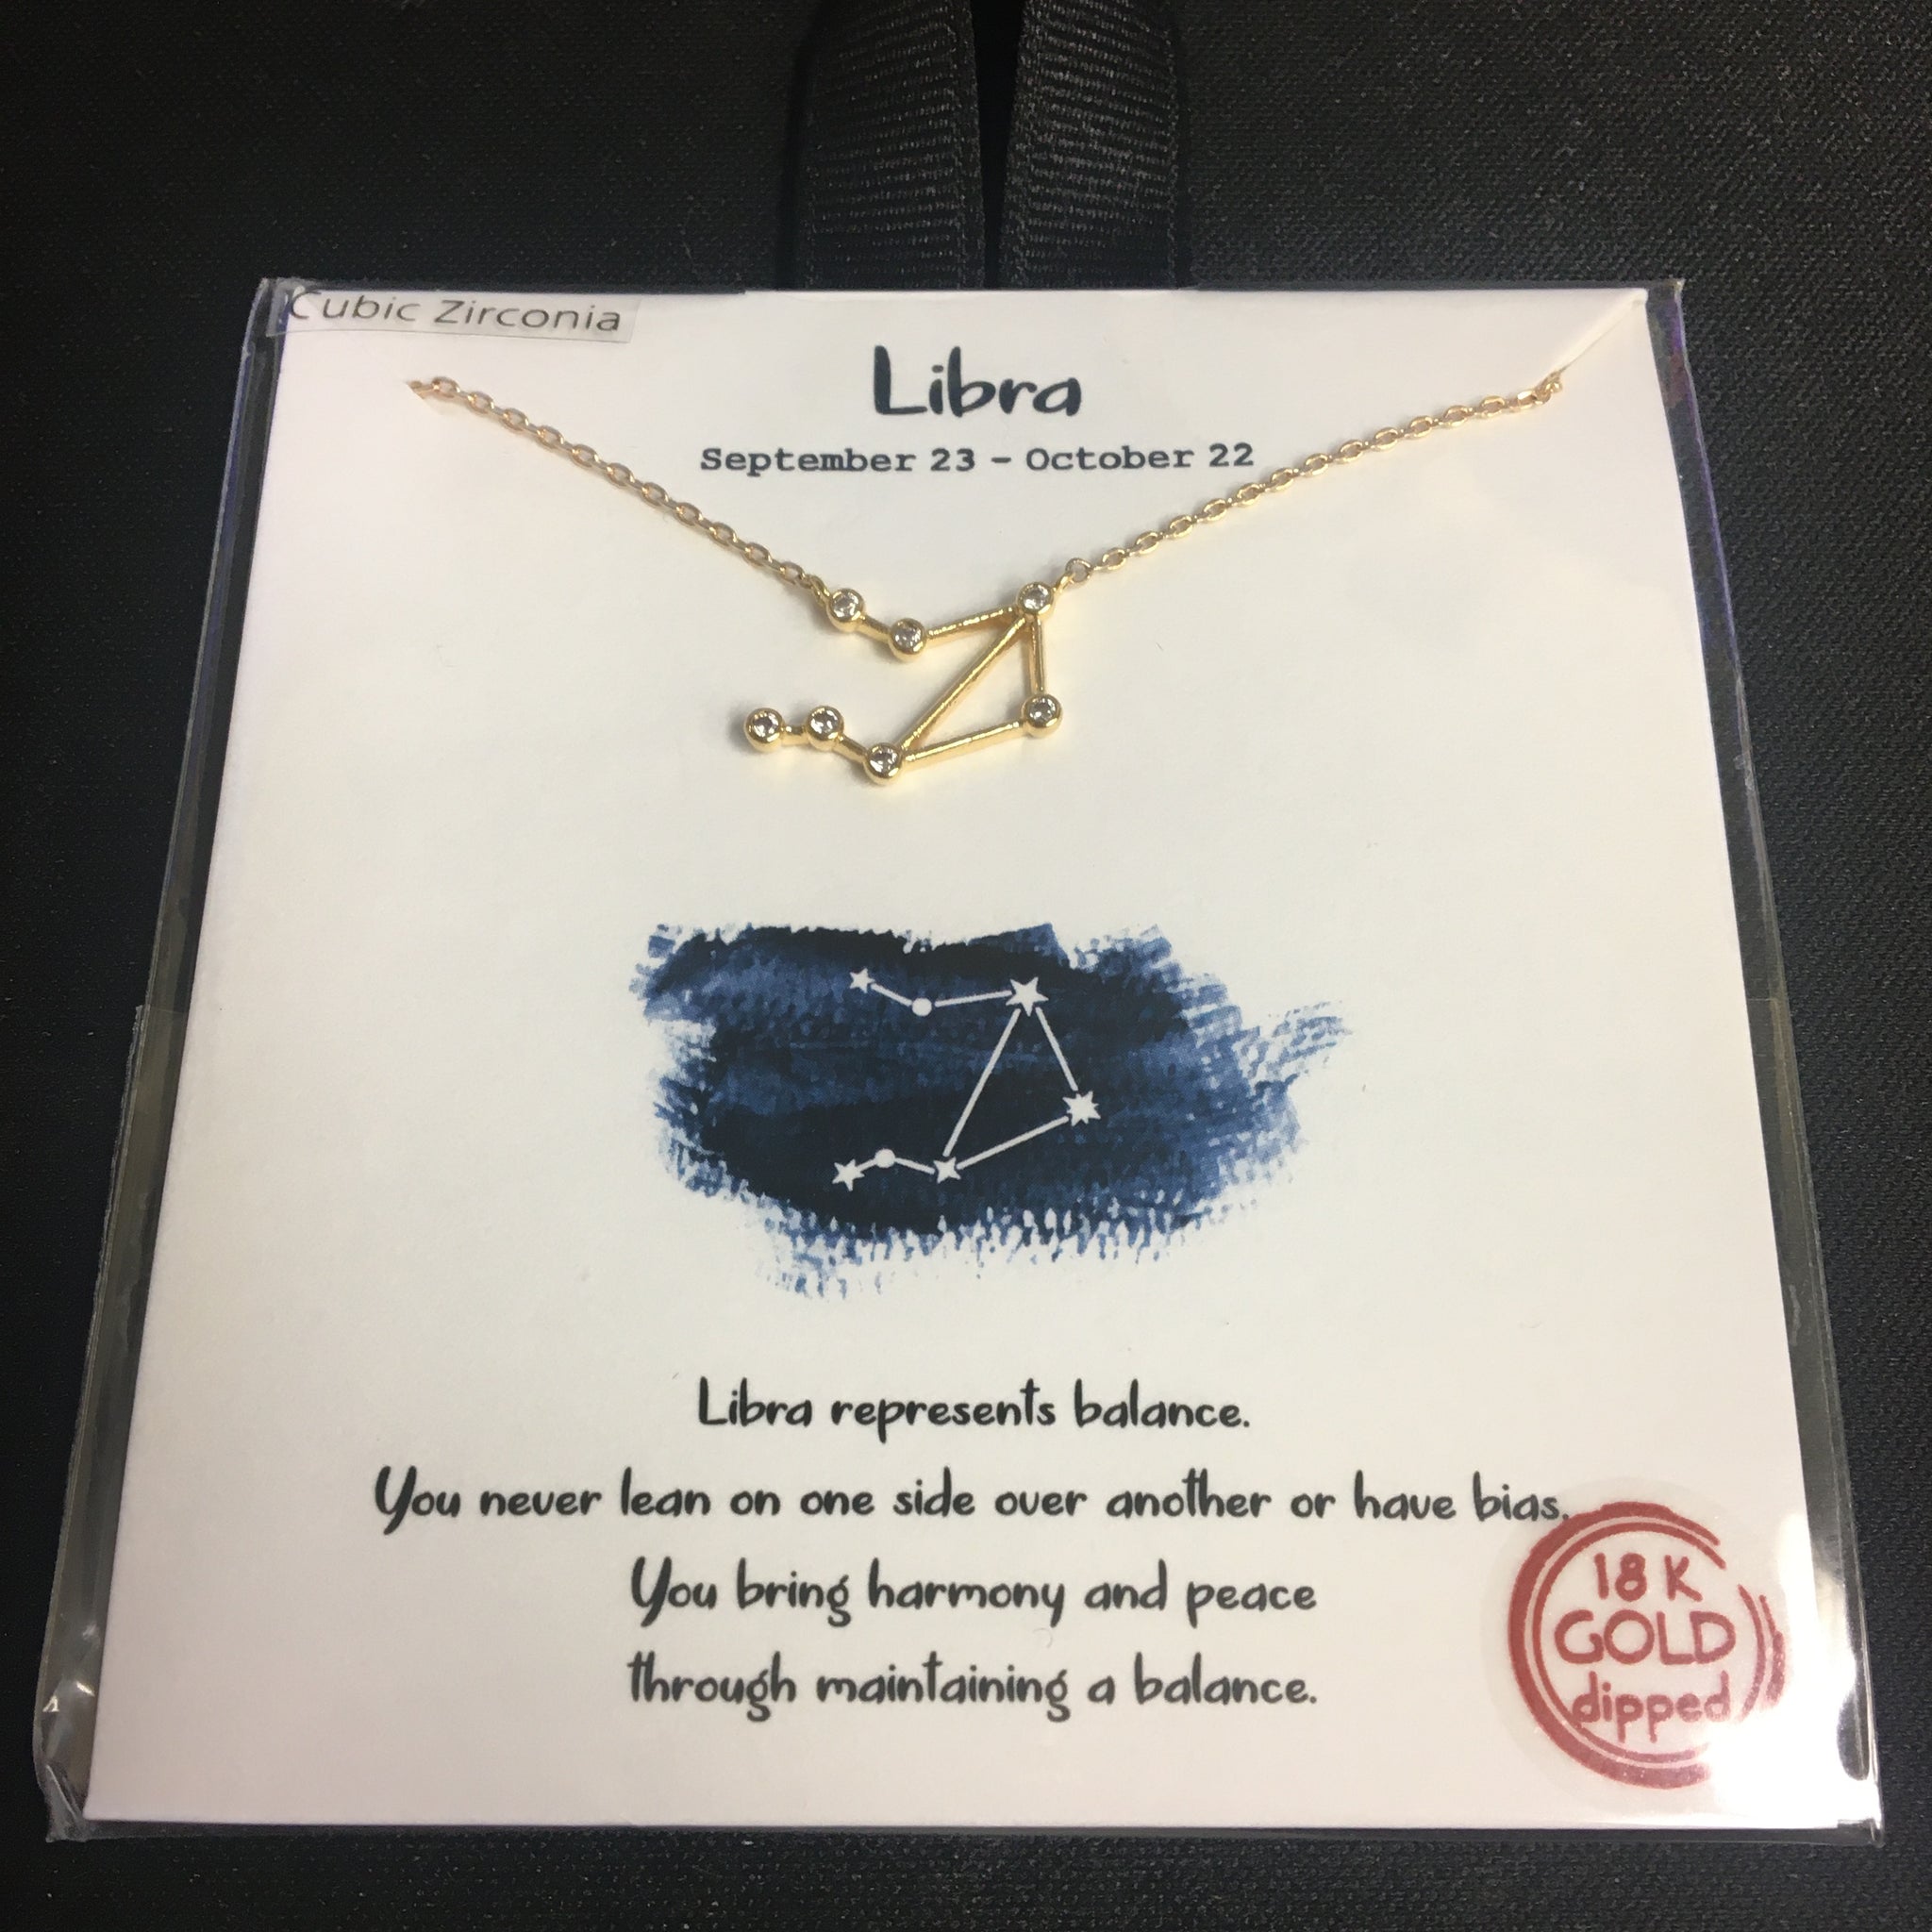 Cubic Zirconia
Libra
September 23 - October 22
Libra represents balance.
You never lean on one side over another or have bias.
You bring harmony and peace
through maintaining a balance.
18 K
GOLD
dipped